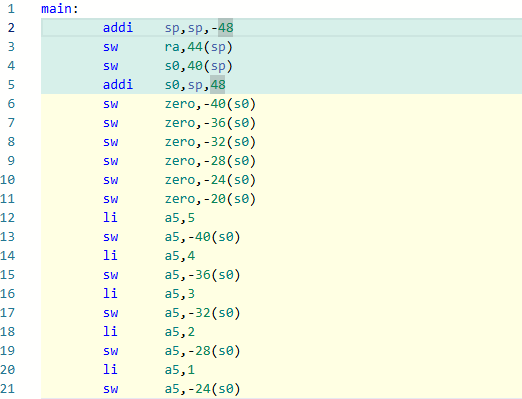 1 main:
2 addi sp,sp,-48
3 sw ra,44(sp)
4 sw s0,40(sp)
5 addi s0,sp,48
6 sw zero,-40(s0)
7 sw zero,-36(s0)
8 sw zero,-32(s0)
9 sw zero,-28(s0)
10 sw zero,-24(s0)
11 sw zero,-20(s0)
12 li a5,5
13 sw a5,-40(s0)
14 li a5,4
15 sw a5,-36(s0)
16 li a5,3
17 sw a5,-32(s0)
18 li a5,2
19 sw a5,-28(s0)
20 li a5,1
21 sw a5,-24(s0)